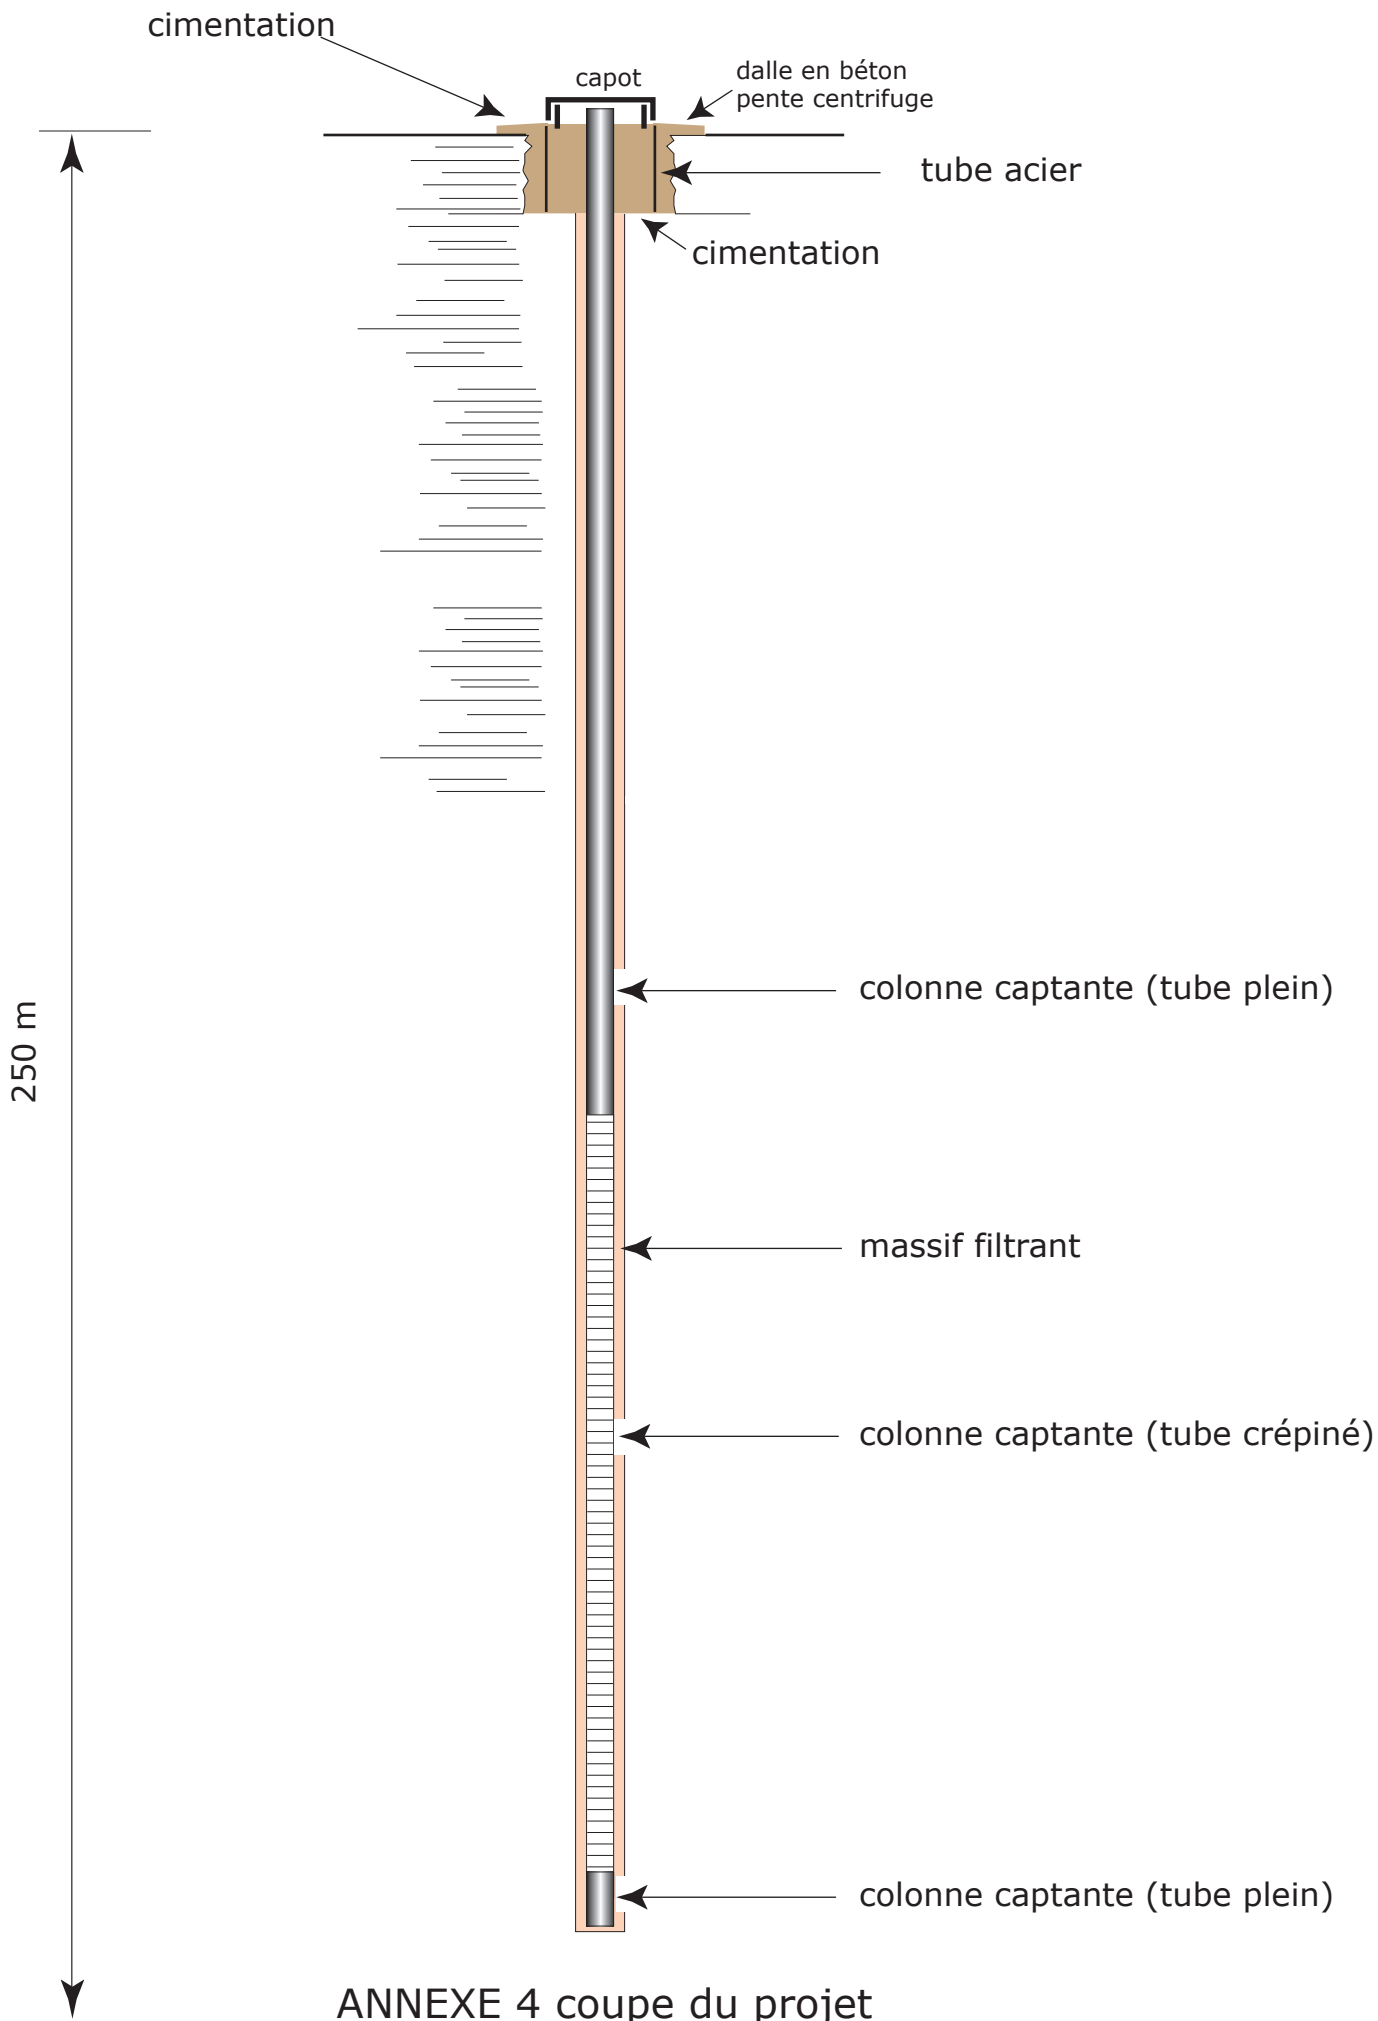 cimentation
capot
dalle en béton
pente centrifuge
tube acier
cimentation
colonne captante (tube plein)
250 m
massif filtrant
colonne captante (tube crépiné)
colonne captante (tube plein)
ANNEXE 4 coupe du projet